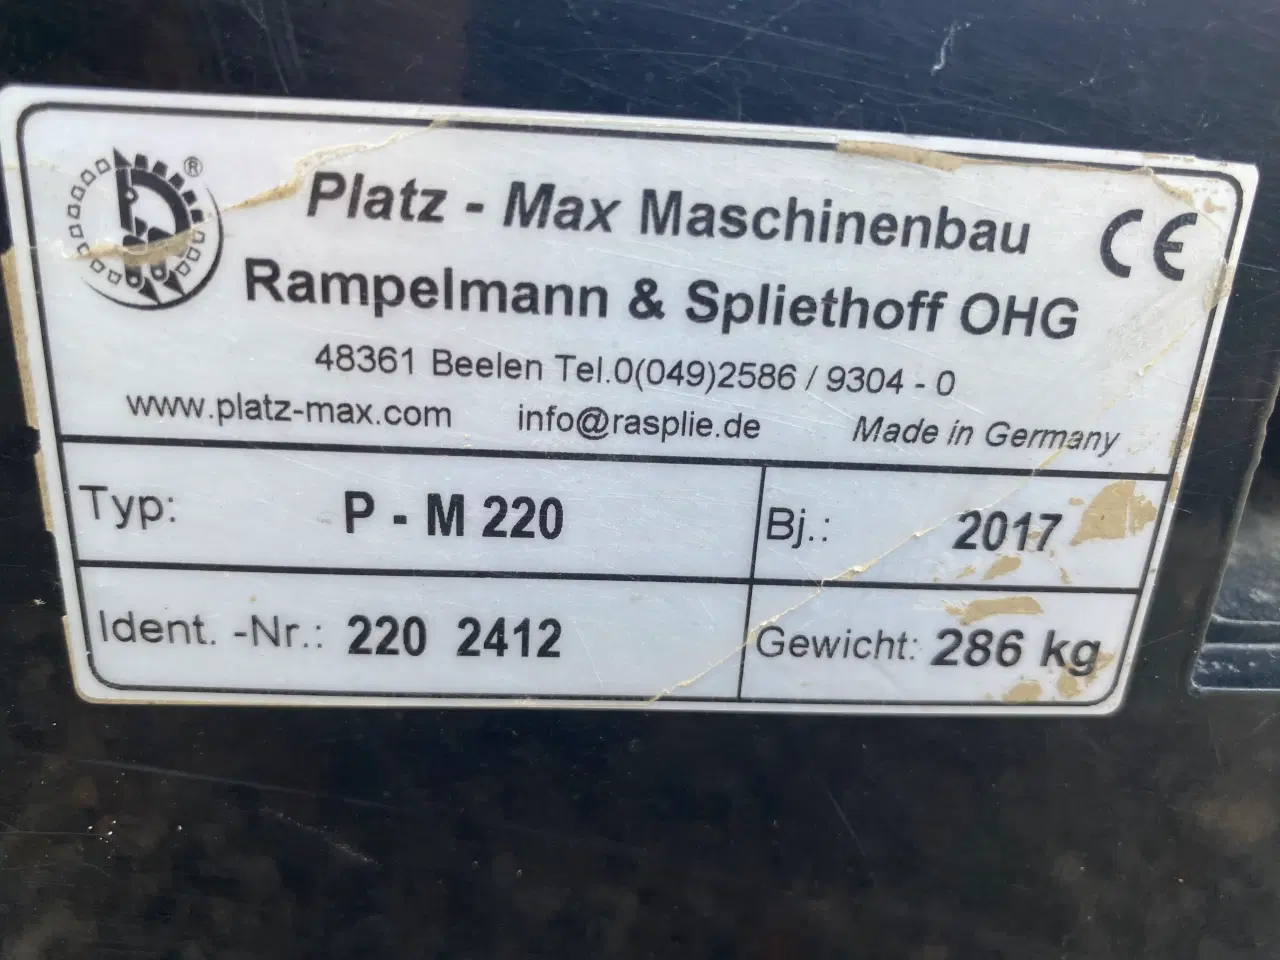 ®
Platz - Max Maschinenbau
CE
Rampelmann & Spliethoff OHG
48361 Beelen Tel.0(049)2586 / 9304 - 0
www.platz-max.com info@rasplie.de Made in Germany
Typ: P - M 220 Bj.: 2017
Ident. -Nr.: 220 2412 Gewicht: 286 kg